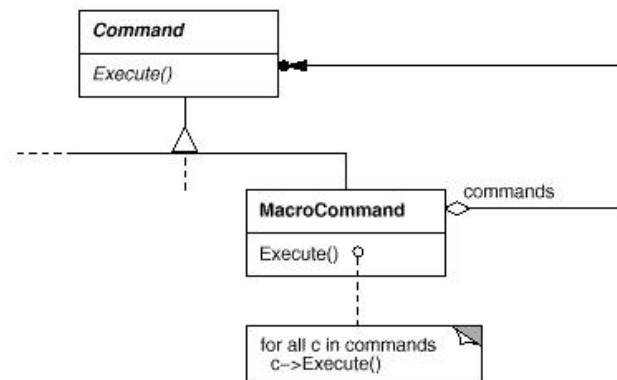 Command
Execute()
commands
MacroCommand
Execute()
for all c in commands
c->Execute()